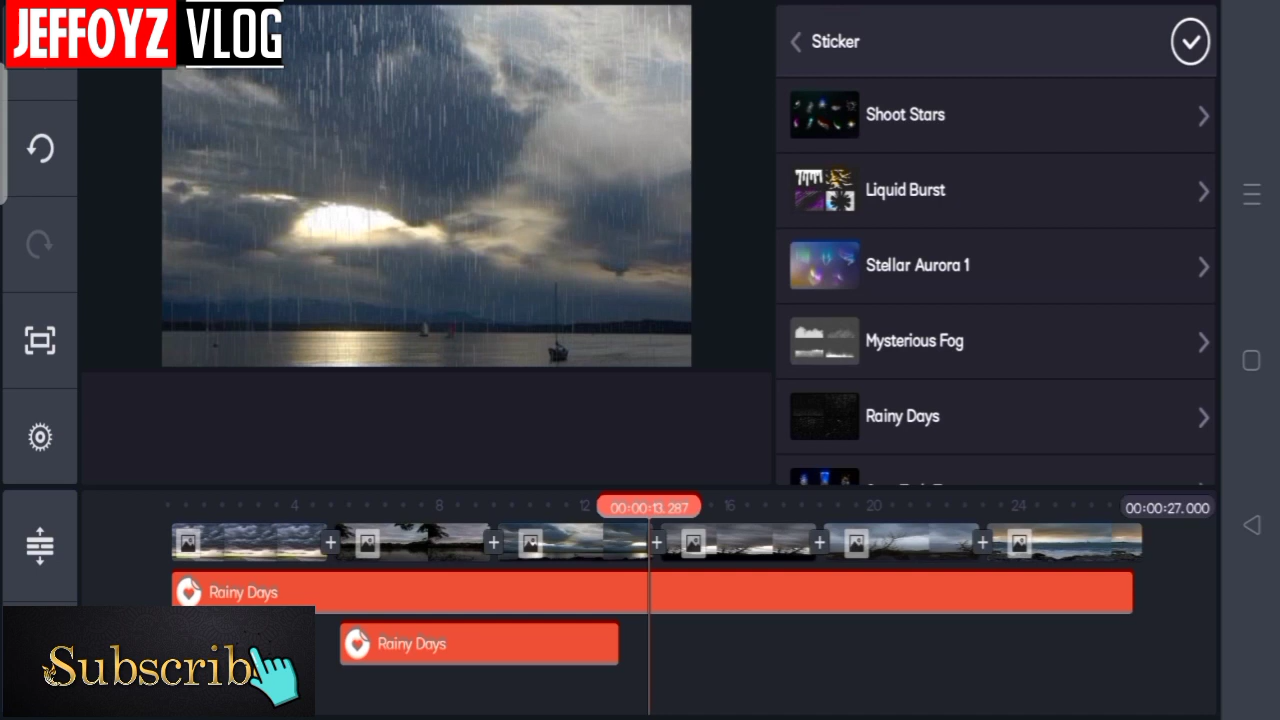 JEFFOYZ VLOG
Sticker
Shoot Stars
Liquid Burst
Stellar Aurora 1
Mysterious Fog
Rainy Days
4
8
12
00:00:13.287
16
20
24
00:00:27.000
Rainy Days
Rainy Days
Subscrib